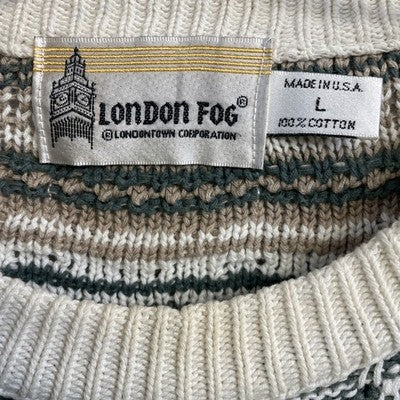 LONDON FOG®
© LONDONTOWN CORPORATION
MADE IN U.S.A.
L
100% COTTON